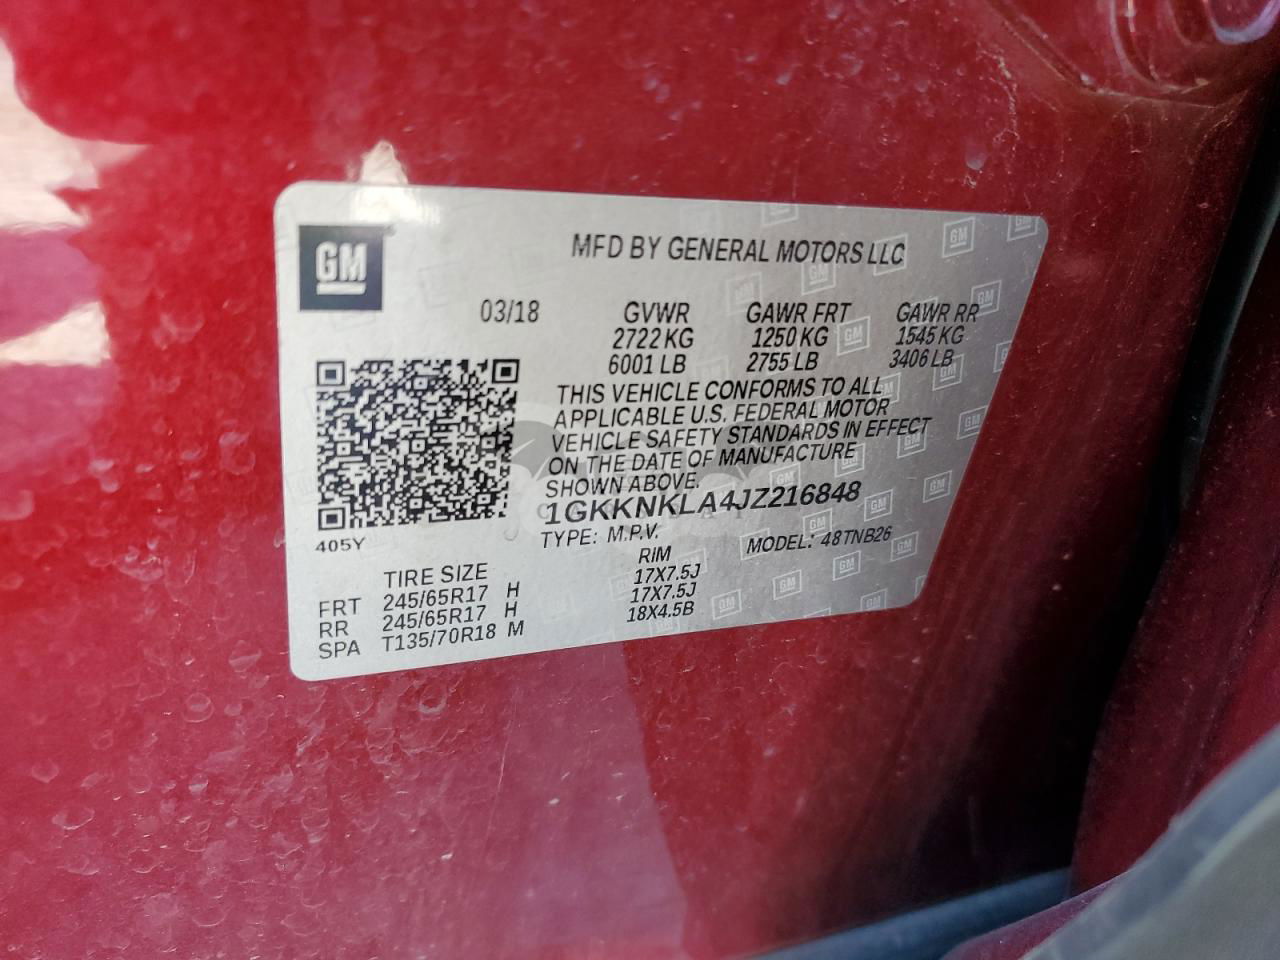 GM
MFD BY GENERAL MOTORS LLC
03/18 GVWR GAWR FRT GAWR RR
2722 KG 1250 KG 1545 KG
6001 LB 2755 LB 3406 LB
THIS VEHICLE CONFORMS TO ALL
APPLICABLE U.S. FEDERAL MOTOR
VEHICLE SAFETY STANDARDS IN EFFECT
ON THE DATE OF MANUFACTURE
SHOWN ABOVE.
1GKKNKLA4JZ216848
405Y
TYPE: M.P.V. MODEL: 48TNB26
TIRE SIZE RIM
FRT 245/65R17 H 17X7.5J
RR 245/65R17 H 17X7.5J
SPA T135/70R18 M 18X4.5B